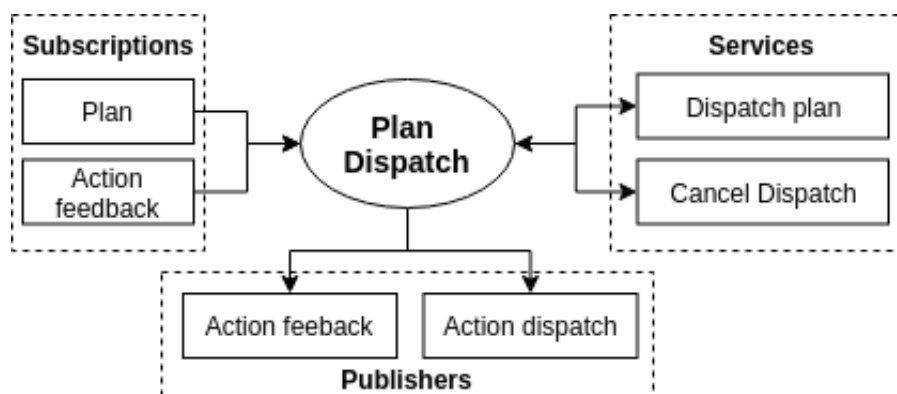 Subscriptions
Plan
Action
feedback
Plan
Dispatch
Services
Dispatch plan
Cancel Dispatch
Action feeback
Action dispatch
Publishers